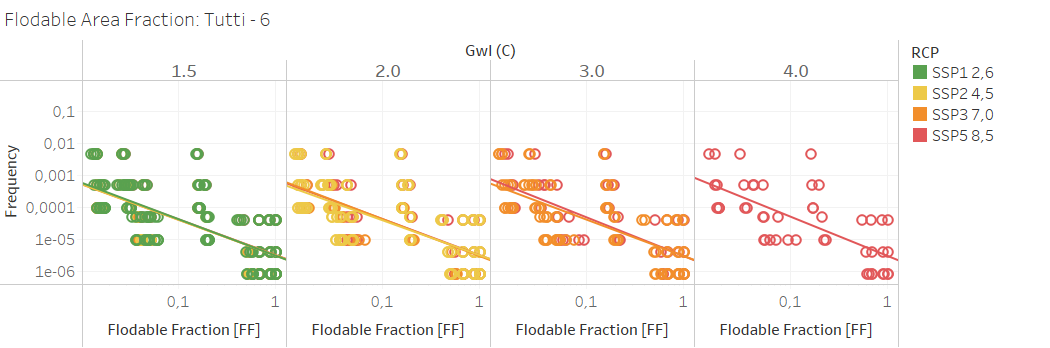 Flodable Area Fraction: Tutti - 6
Gwl (C)
1.5 2.0 3.0 4.0
RCP
SSP1 2,6
SSP2 4,5
SSP3 7,0
SSP5 8,5
Frequency
0,1
0,01
0,001
0,0001
1e-05
1e-06
0,1 1 0,1 1 0,1 1 0,1 1
Flodable Fraction [FF] Flodable Fraction [FF] Flodable Fraction [FF] Flodable Fraction [FF]